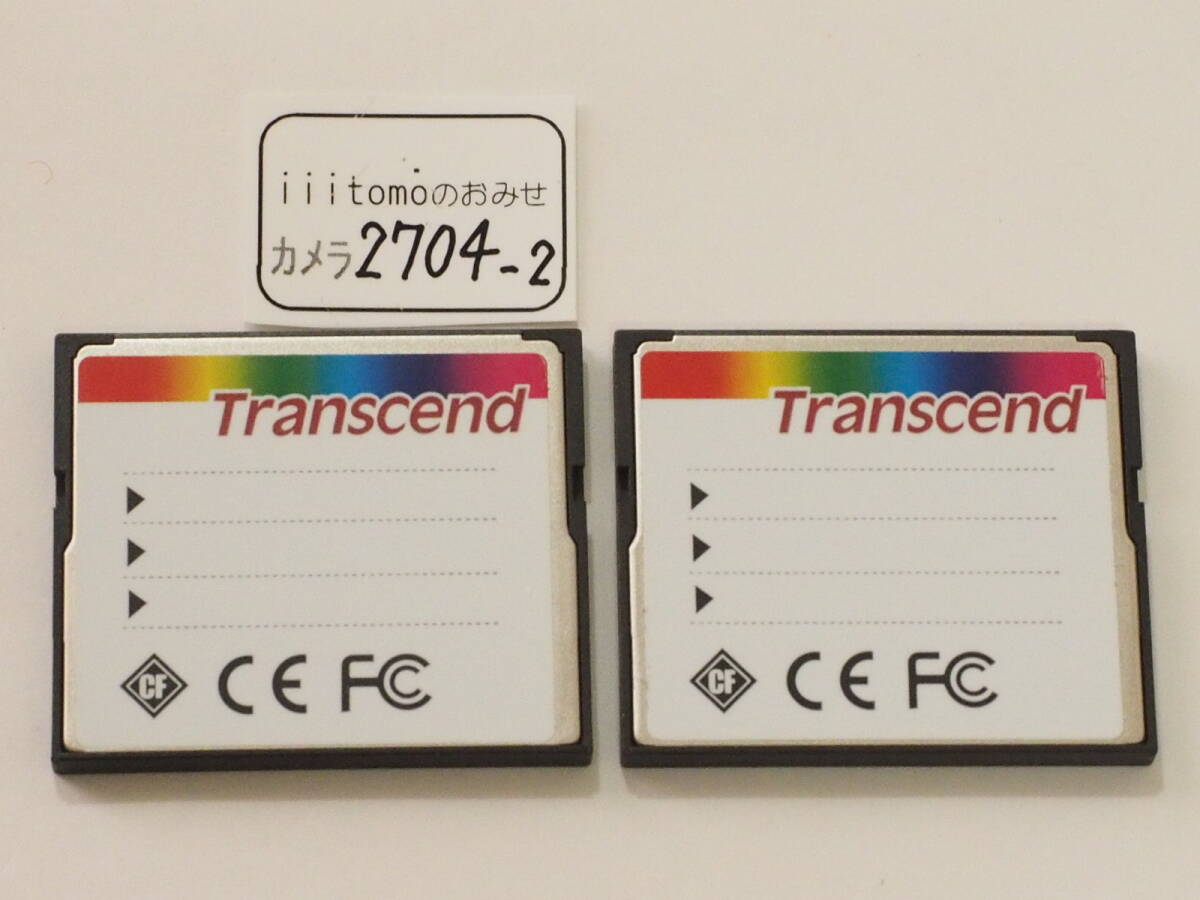 iiitomoのおみせ
カメラ2704-2
Transcend
CF CE FC
Transcend
CF CE FC